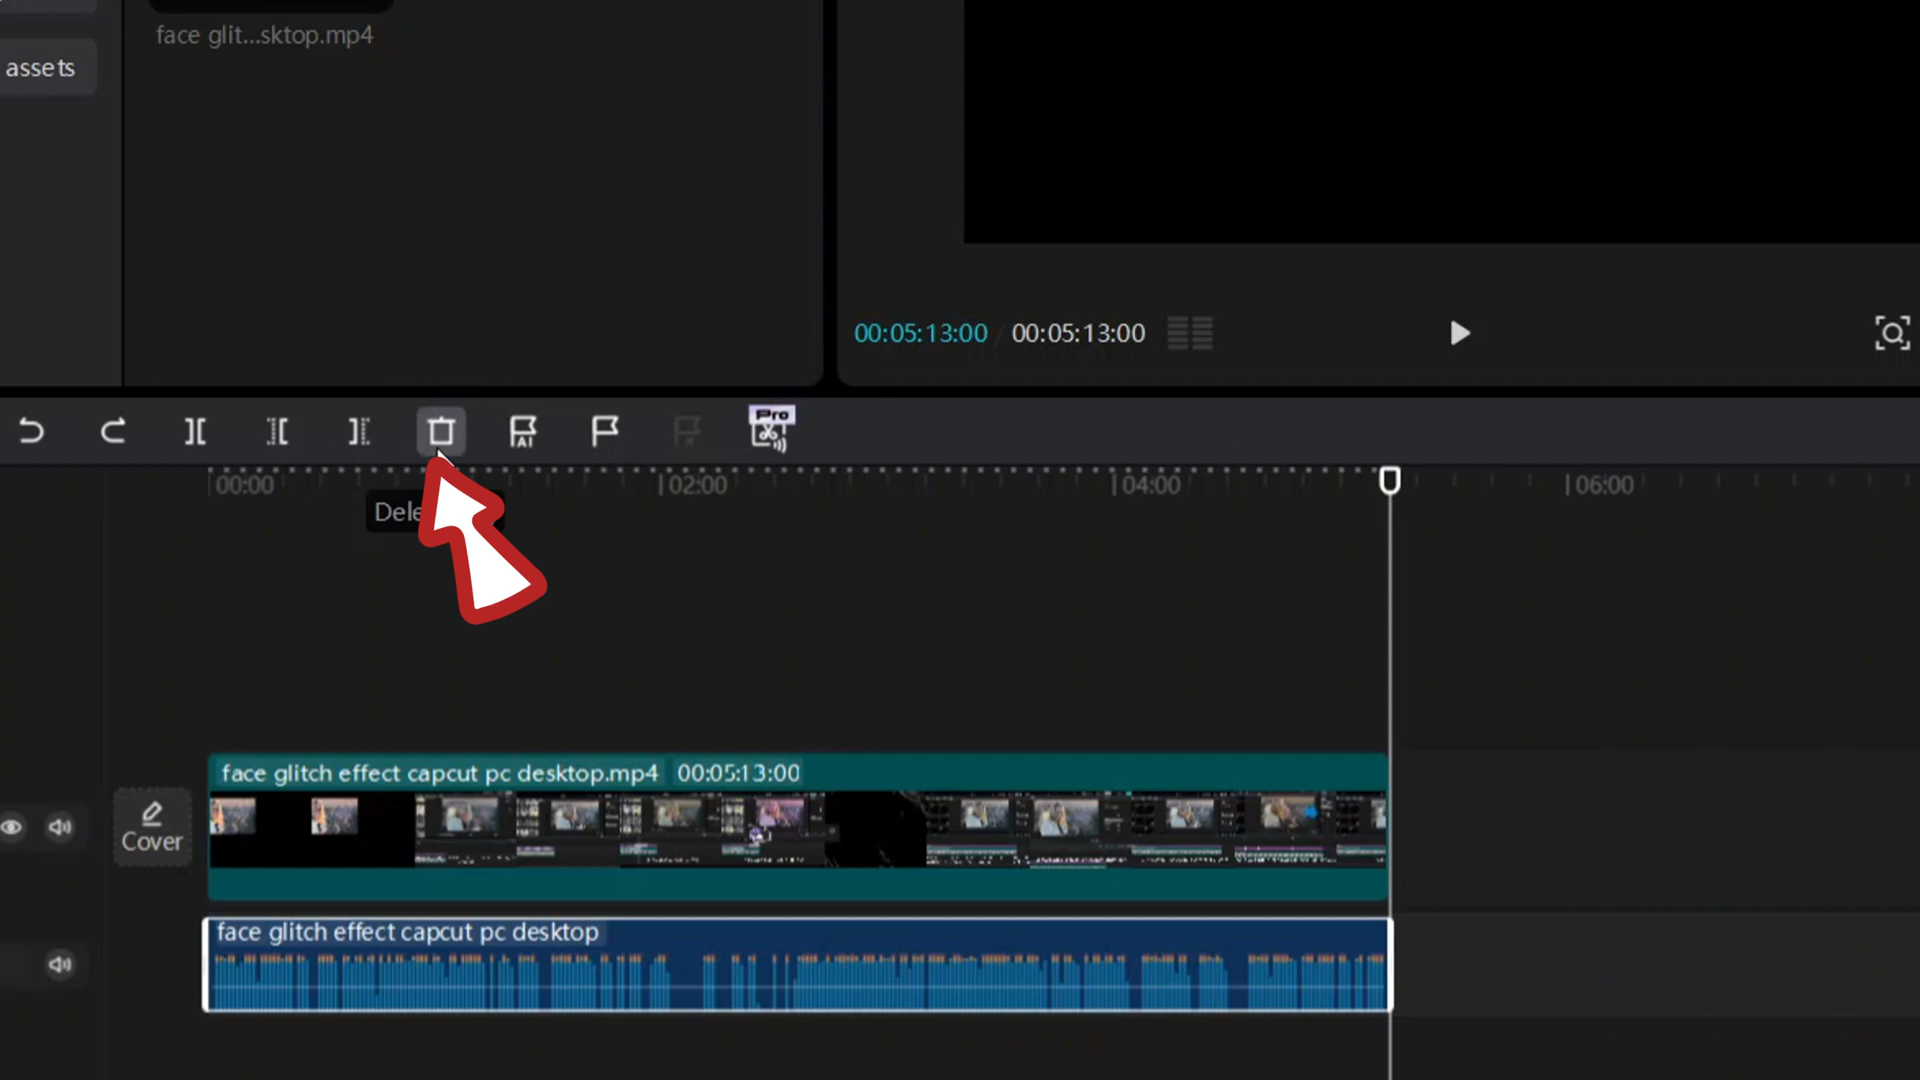 face glit...sktop.mp4
assets
00:05:13:00 / 00:05:13:00
AI
Pro
00:00
02:00
04:00
06:00
Dele
face glitch effect capcut pc desktop.mp4 00:05:13:00
Cover
face glitch effect capcut pc desktop